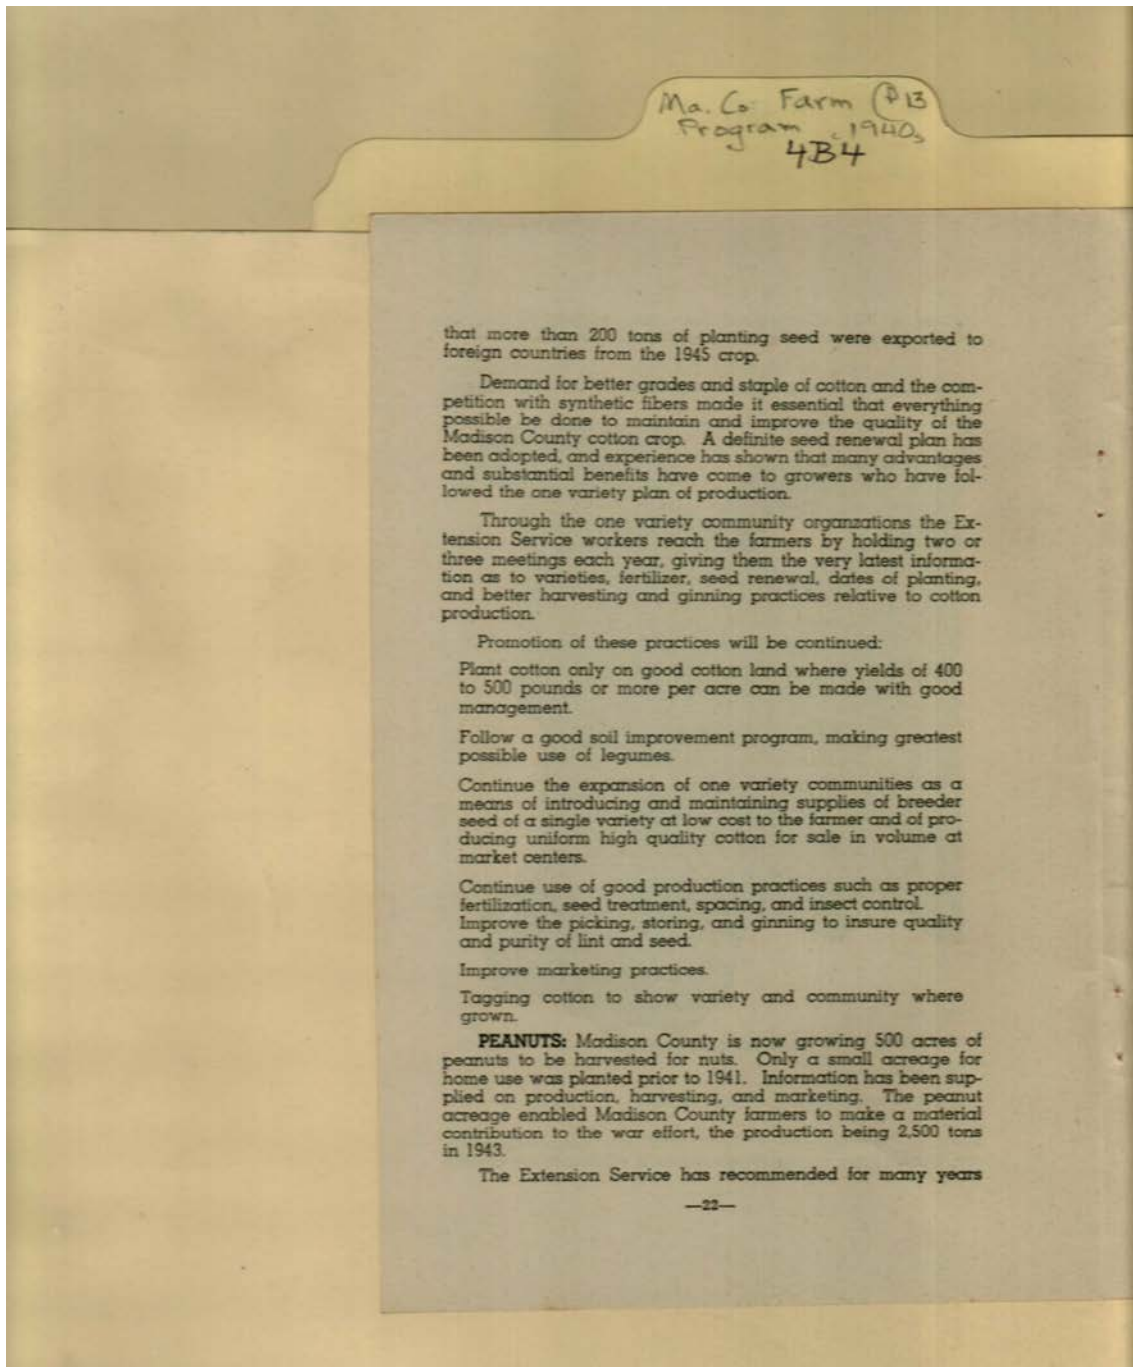 Ma. Co. Farm P 13
Program c. 1940s
4B4
that more than 200 tons of planting seed were exported to
foreign countries from the 1945 crop.
Demand for better grades and staple of cotton and the com-
petition with synthetic fibers made it essential that everything
possible be done to maintain and improve the quality of the
Madison County cotton crop. A definite seed renewal plan has
been adopted, and experience has shown that many advantages
and substantial benefits have come to growers who have fol-
lowed the one variety plan of production.
Through the one variety community organzations the Ex-
tension Service workers reach the farmers by holding two or
three meetings each year, giving them the very latest informa-
tion as to varieties, fertilizer, seed renewal, dates of planting,
and better harvesting and ginning practices relative to cotton
production.
Promotion of these practices will be continued:
Plant cotton only on good cotton land where yields of 400
to 500 pounds or more per acre can be made with good
management.
Follow a good soil improvement program, making greatest
possible use of legumes.
Continue the expansion of one variety communities as a
means of introducing and maintaining supplies of breeder
seed of a single variety at low cost to the farmer and of pro-
ducing uniform high quality cotton for sale in volume at
market centers.
Continue use of good production practices such as proper
fertilization, seed treatment, spacing, and insect control.
Improve the picking, storing, and ginning to insure quality
and purity of lint and seed.
Improve marketing practices.
Tagging cotton to show variety and community where
grown.
PEANUTS: Madison County is now growing 500 acres of
peanuts to be harvested for nuts. Only a small acreage for
home use was planted prior to 1941. Information has been sup-
plied on production, harvesting, and marketing. The peanut
acreage enabled Madison County farmers to make a material
contribution to the war effort, the production being 2,500 tons
in 1943.
The Extension Service has recommended for many years
—22—